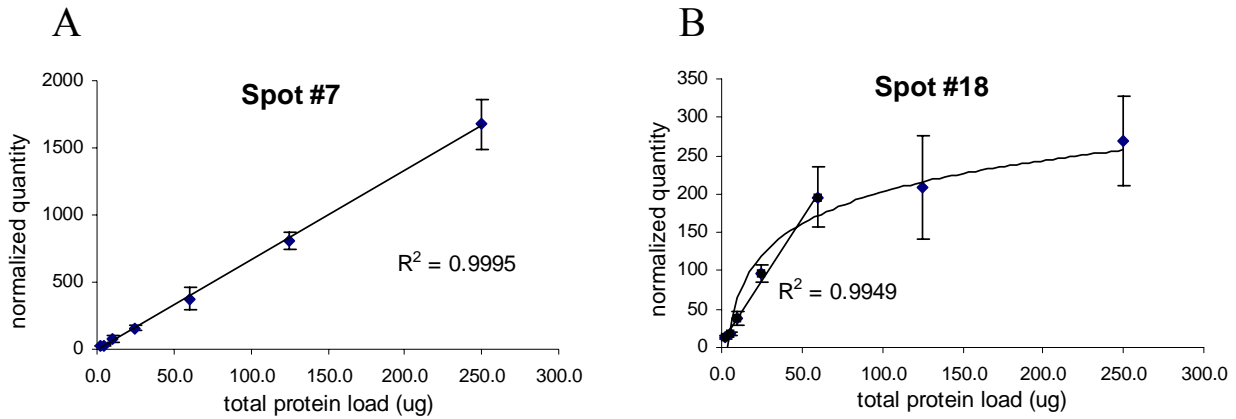 A
Spot #7
normalized quantity
2000
1500
1000
500
0
R² = 0.9995
0.0 50.0 100.0 150.0 200.0 250.0 300.0
total protein load (ug)
B
Spot #18
normalized quantity
350
300
250
200
150
100
50
0
R² = 0.9949
0.0 50.0 100.0 150.0 200.0 250.0 300.0
total protein load (ug)